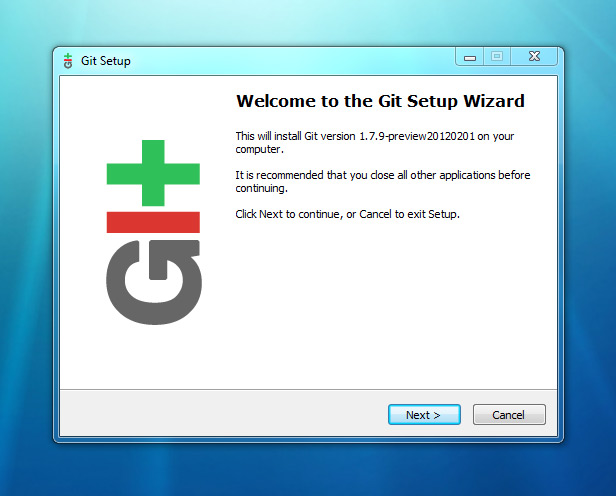 Git Setup
Welcome to the Git Setup Wizard
This will install Git version 1.7.9-preview20120201 on your
computer.
It is recommended that you close all other applications before
continuing.
Click Next to continue, or Cancel to exit Setup.
Git
Next >
Cancel